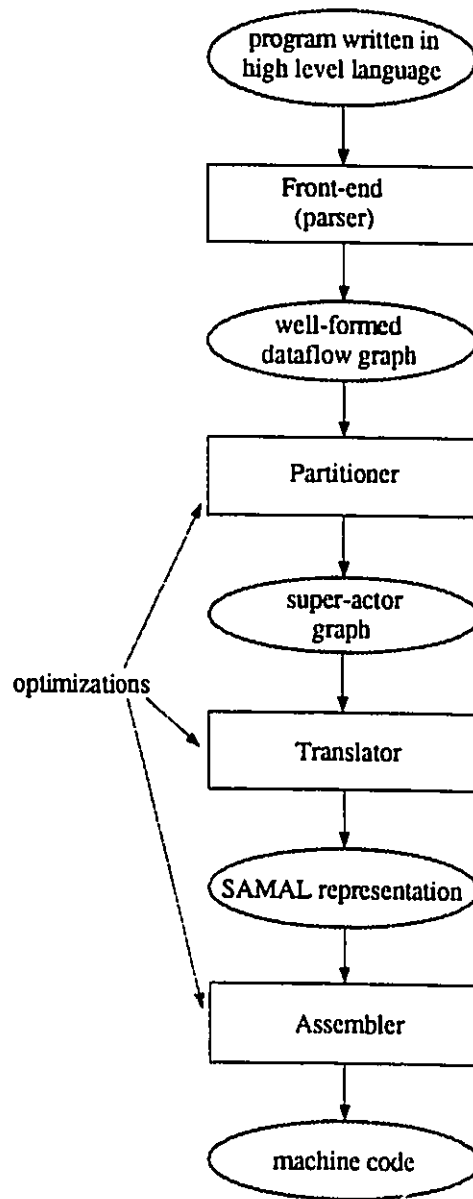 program written in
high level language
Front-end
(parser)
well-formed
dataflow graph
Partitioner
super-actor
graph
optimizations
Translator
SAMAL representation
Assembler
machine code